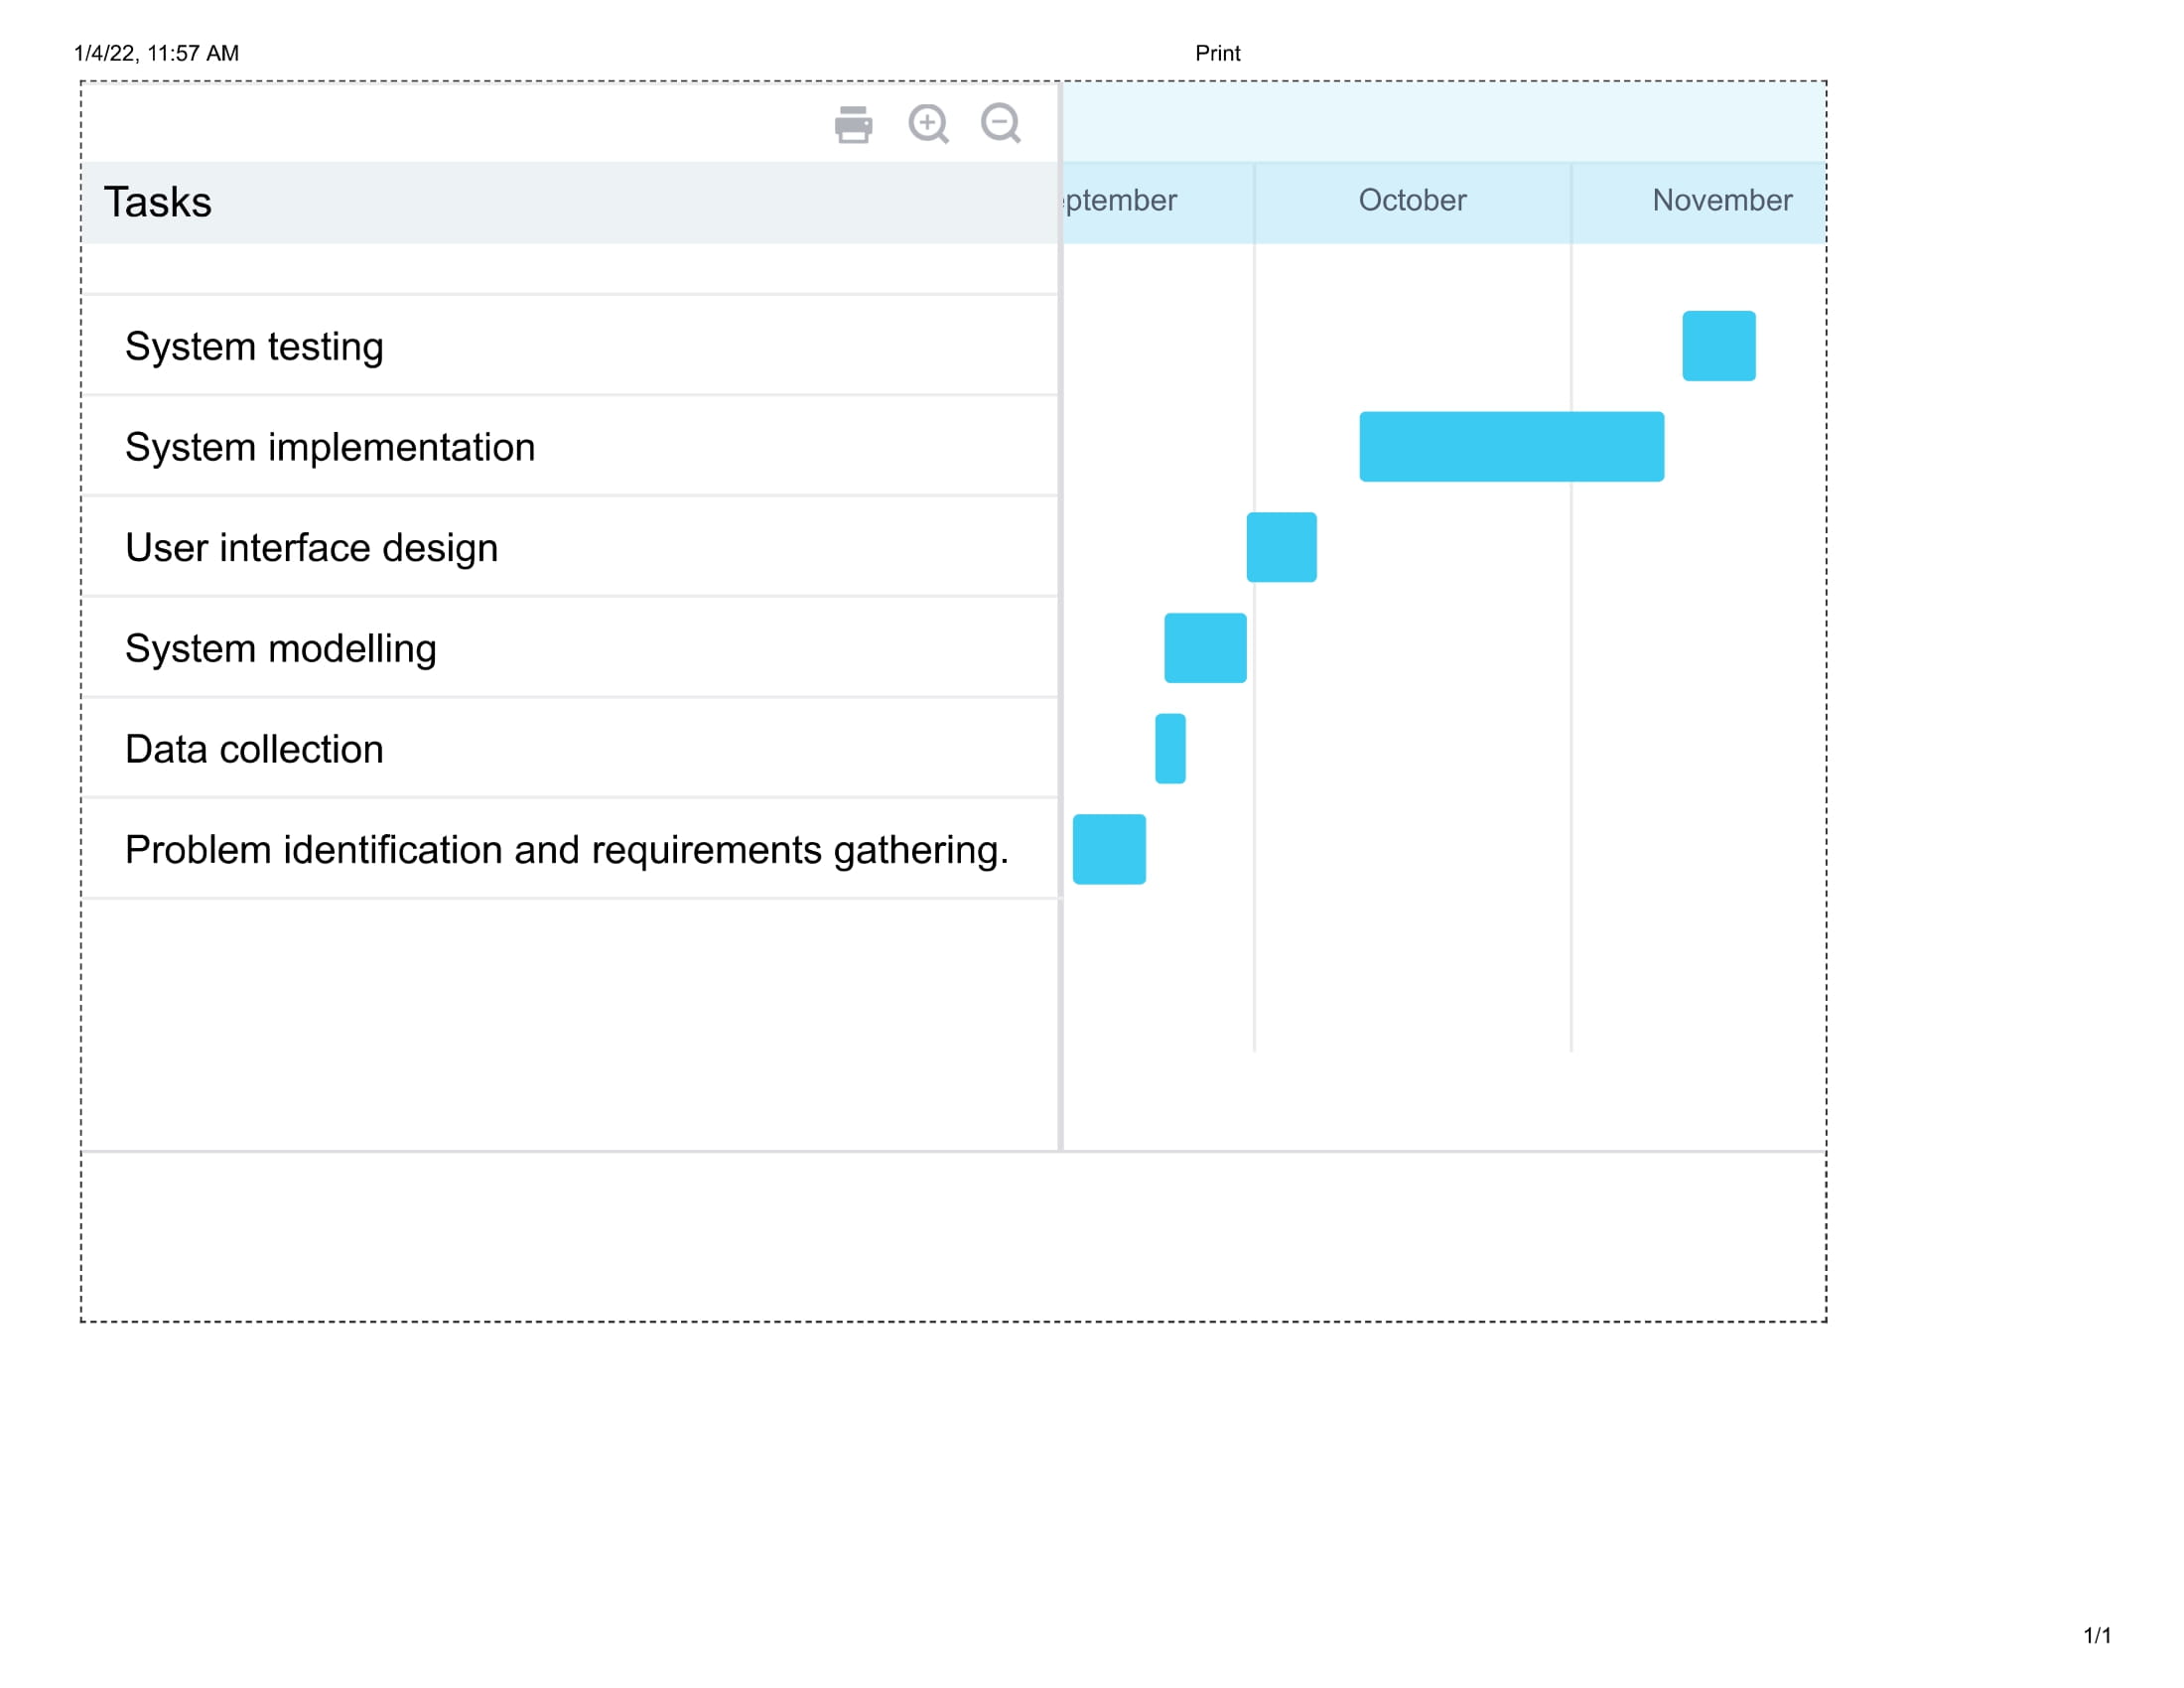 1/4/22, 11:57 AM
Print
Tasks
ptember
October
November
System testing
System implementation
User interface design
System modelling
Data collection
Problem identification and requirements gathering.
1/1